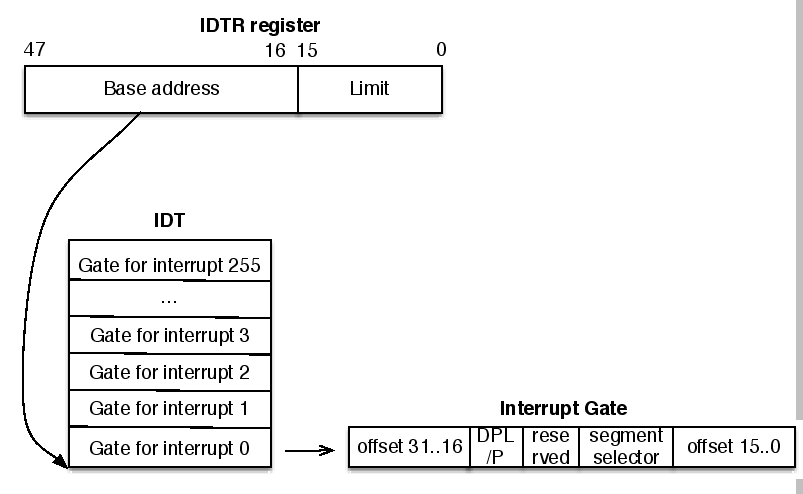 IDTR register
47 16 15 0
Base address Limit
IDT
Gate for interrupt 255
...
Gate for interrupt 3
Gate for interrupt 2
Gate for interrupt 1
Gate for interrupt 0
Interrupt Gate
offset 31..16 DPL /P rese rved segment selector offset 15..0